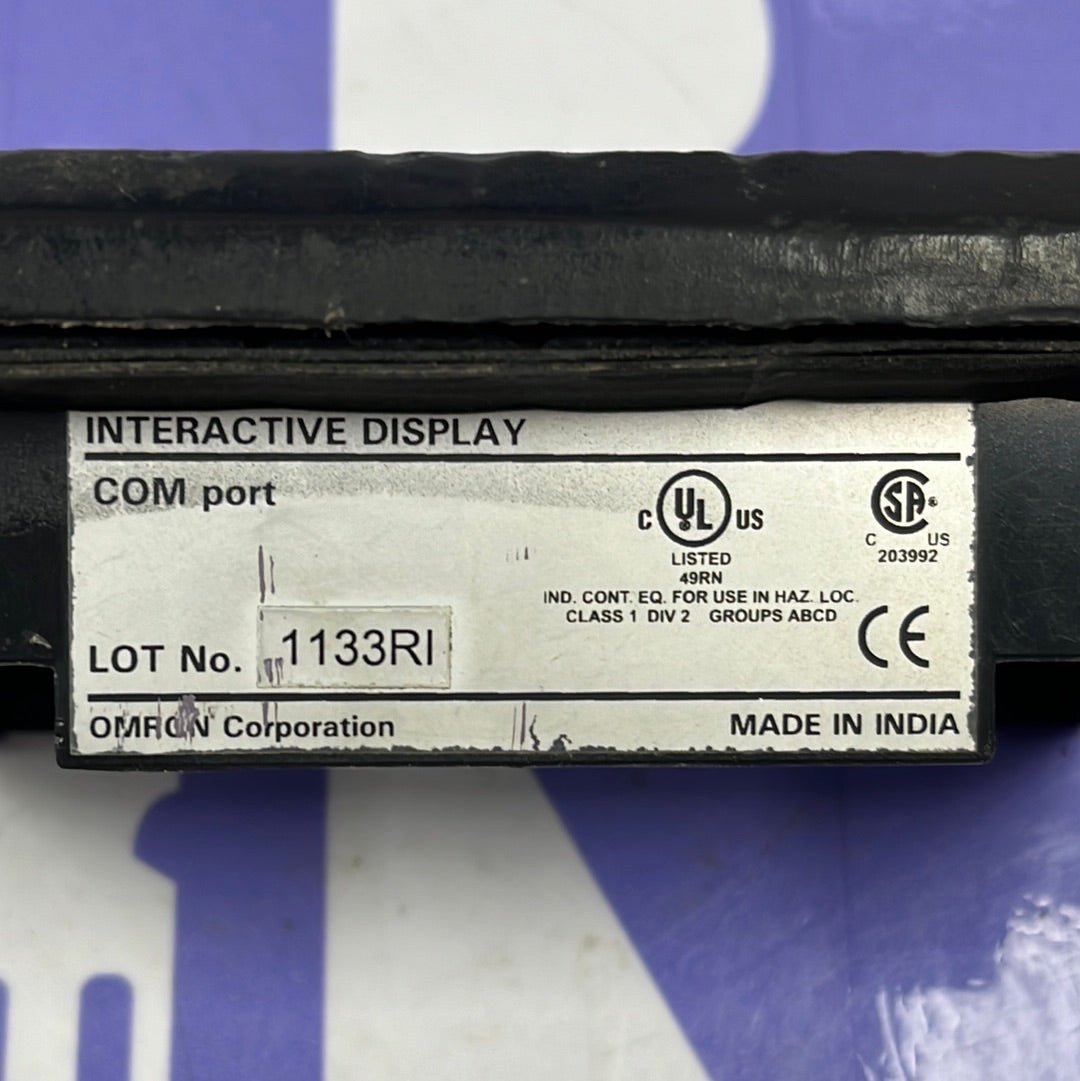 INTERACTIVE DISPLAY
COM port
C UL US
LISTED
49RN
SA
C US
203992
IND. CONT. EQ. FOR USE IN HAZ. LOC.
CLASS 1 DIV 2 GROUPS ABCD
CE
LOT No. 1133RI
OMRON Corporation
MADE IN INDIA